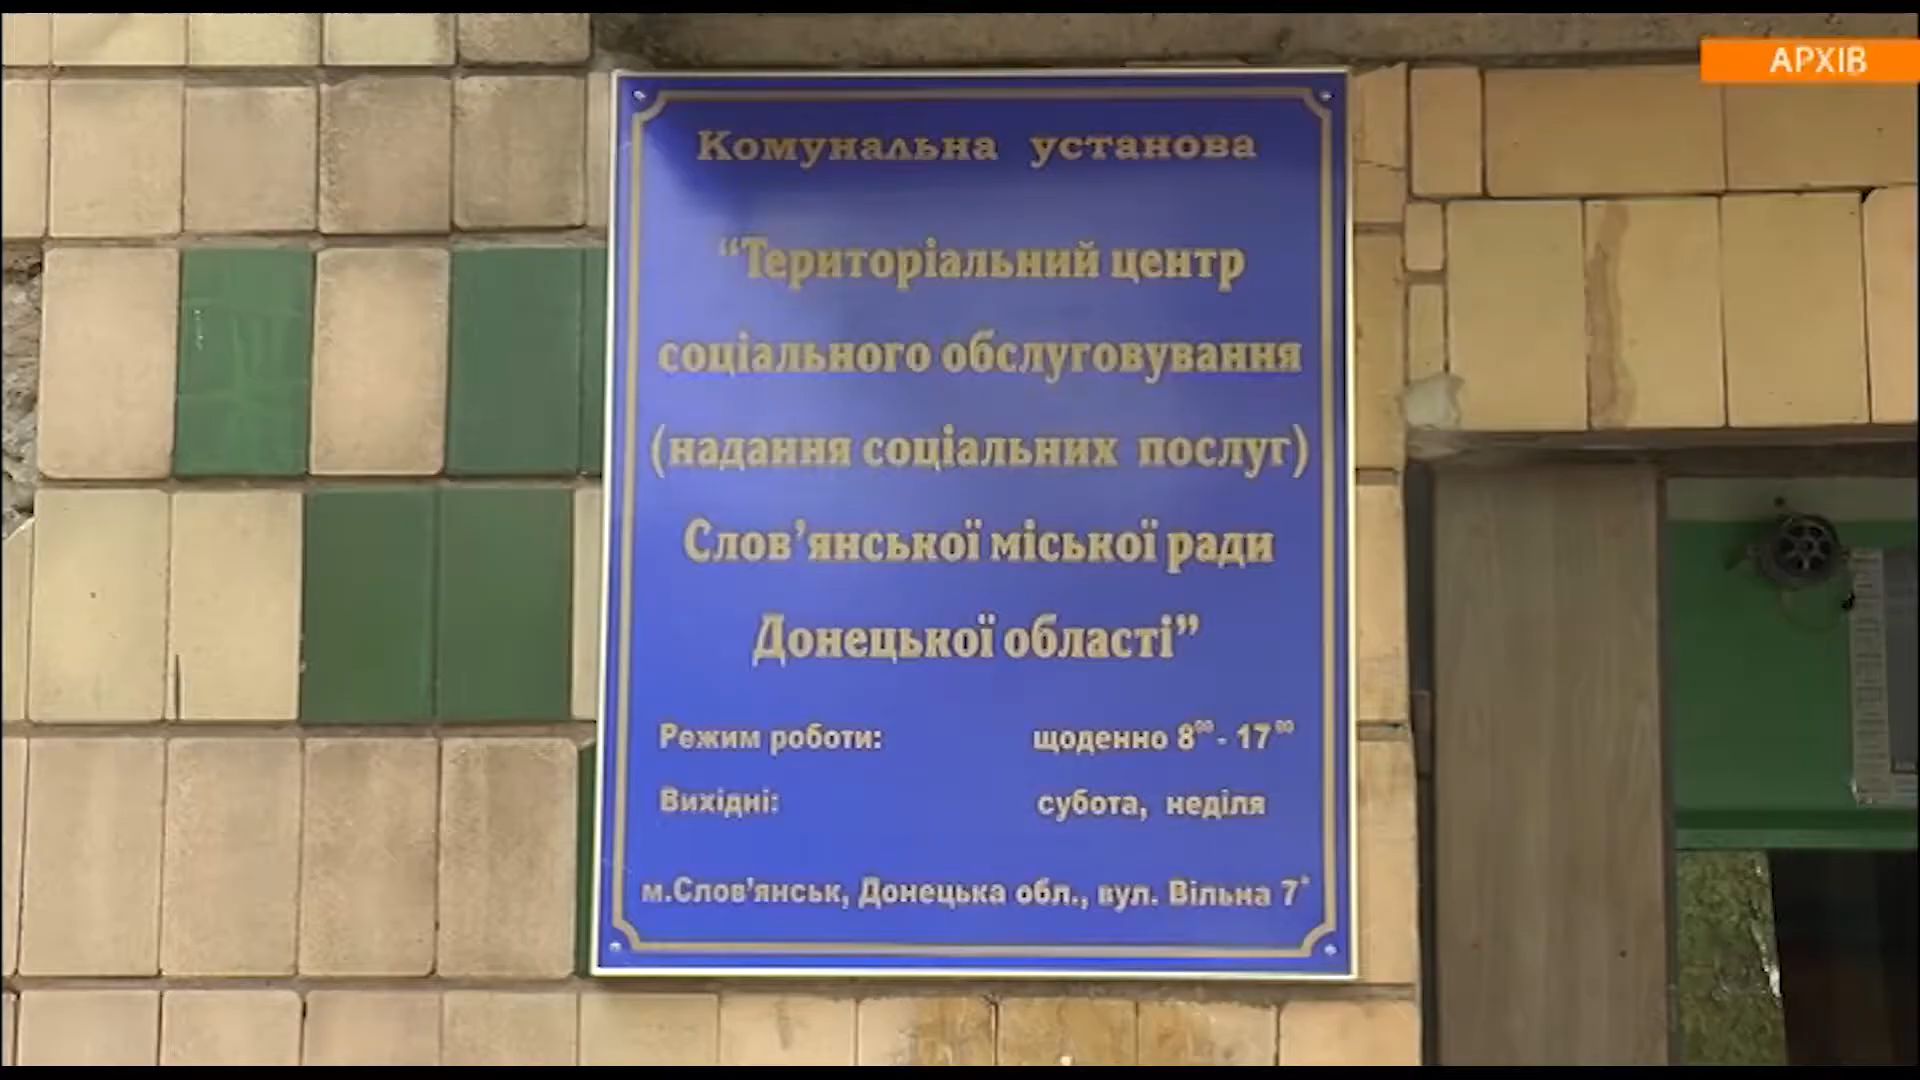 АРХІВ
Комунальна установа
“Територіальний центр
соціального обслуговування
(надання соціальних послуг)
Слов’янської міської ради
Донецької області”
Режим роботи: щоденно 8⁰⁰ - 17⁰⁰
Вихідні: субота, неділя
м.Слов’янськ, Донецька обл., вул. Вільна 7